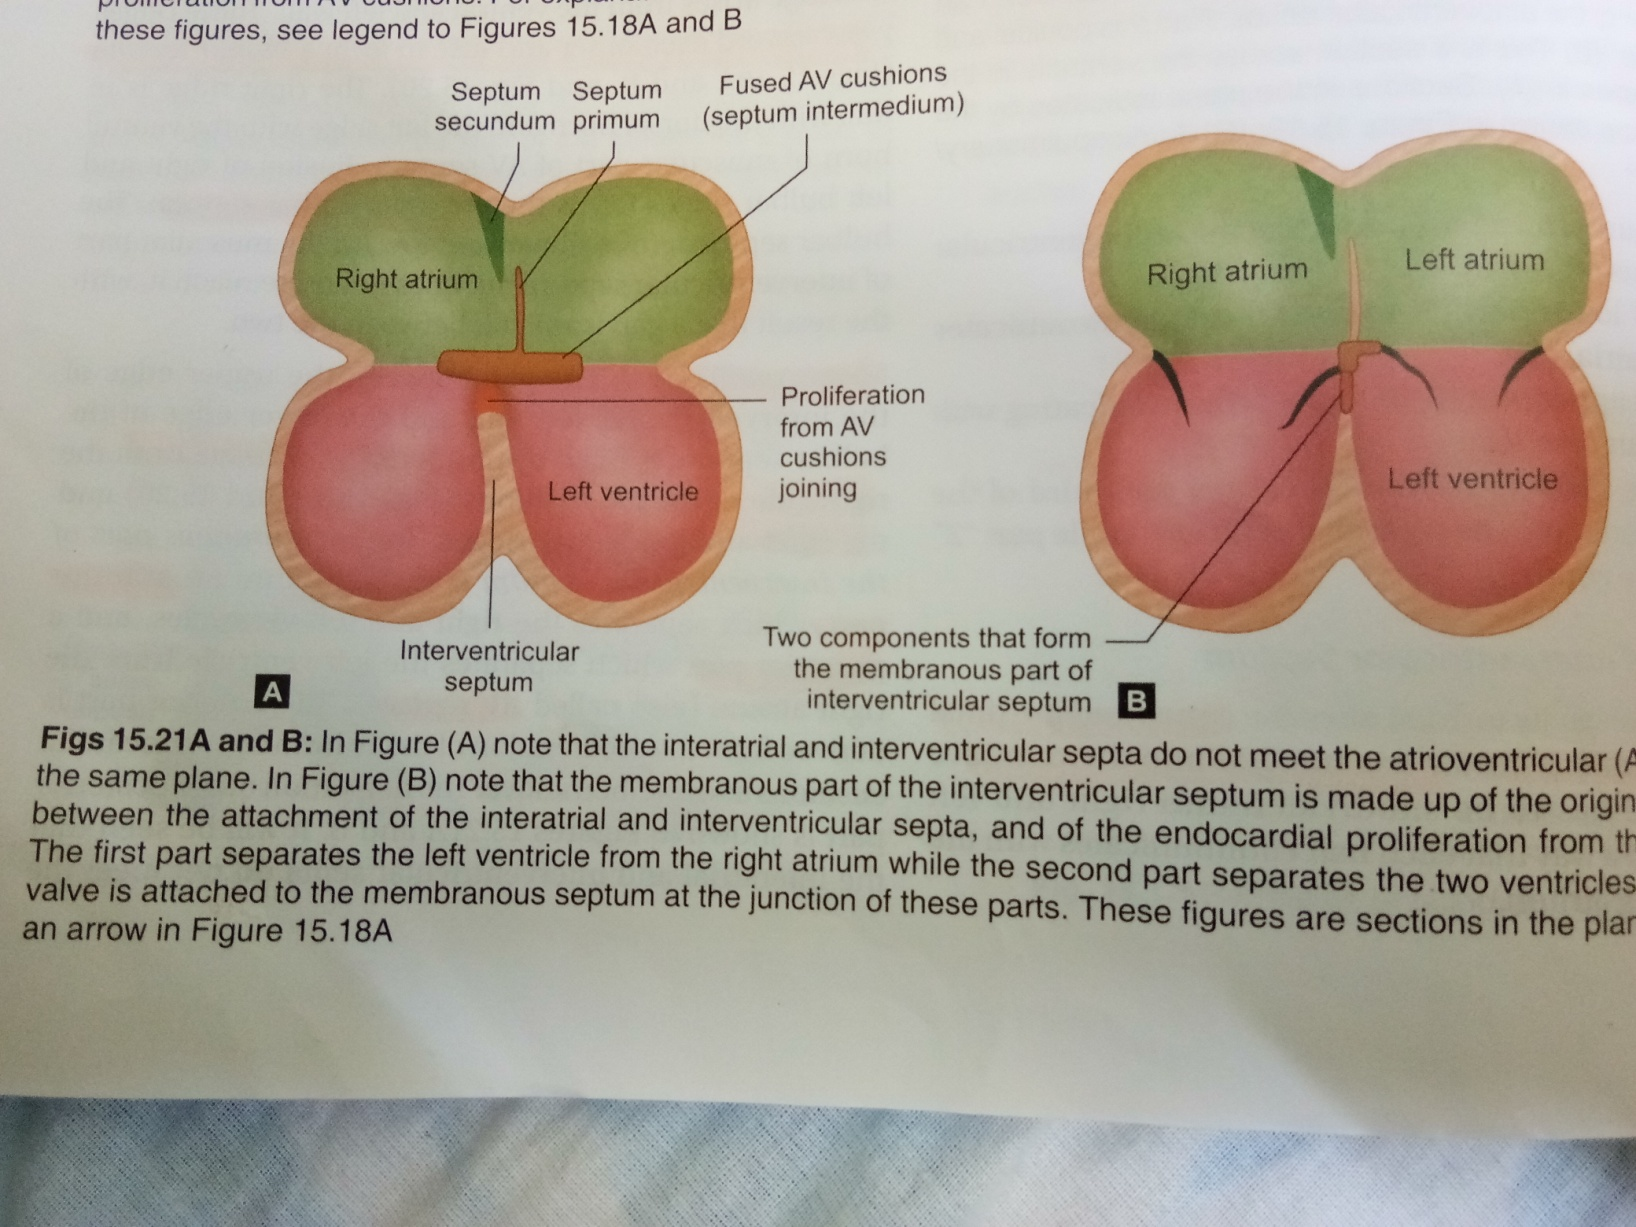 these figures, see legend to Figures 15.18A and B
Septum
secundum
Septum
primum
Fused AV cushions
(septum intermedium)
Right atrium
Left ventricle
Proliferation
from AV
cushions
joining
Interventricular
septum
A
Right atrium
Left atrium
Left ventricle
Two components that form
the membranous part of
interventricular septum
B
Figs 15.21A and B: In Figure (A) note that the interatrial and interventricular septa do not meet the atrioventricular (A
the same plane. In Figure (B) note that the membranous part of the interventricular septum is made up of the origin
between the attachment of the interatrial and interventricular septa, and of the endocardial proliferation from th
The first part separates the left ventricle from the right atrium while the second part separates the two ventricles
valve is attached to the membranous septum at the junction of these parts. These figures are sections in the plan
an arrow in Figure 15.18A